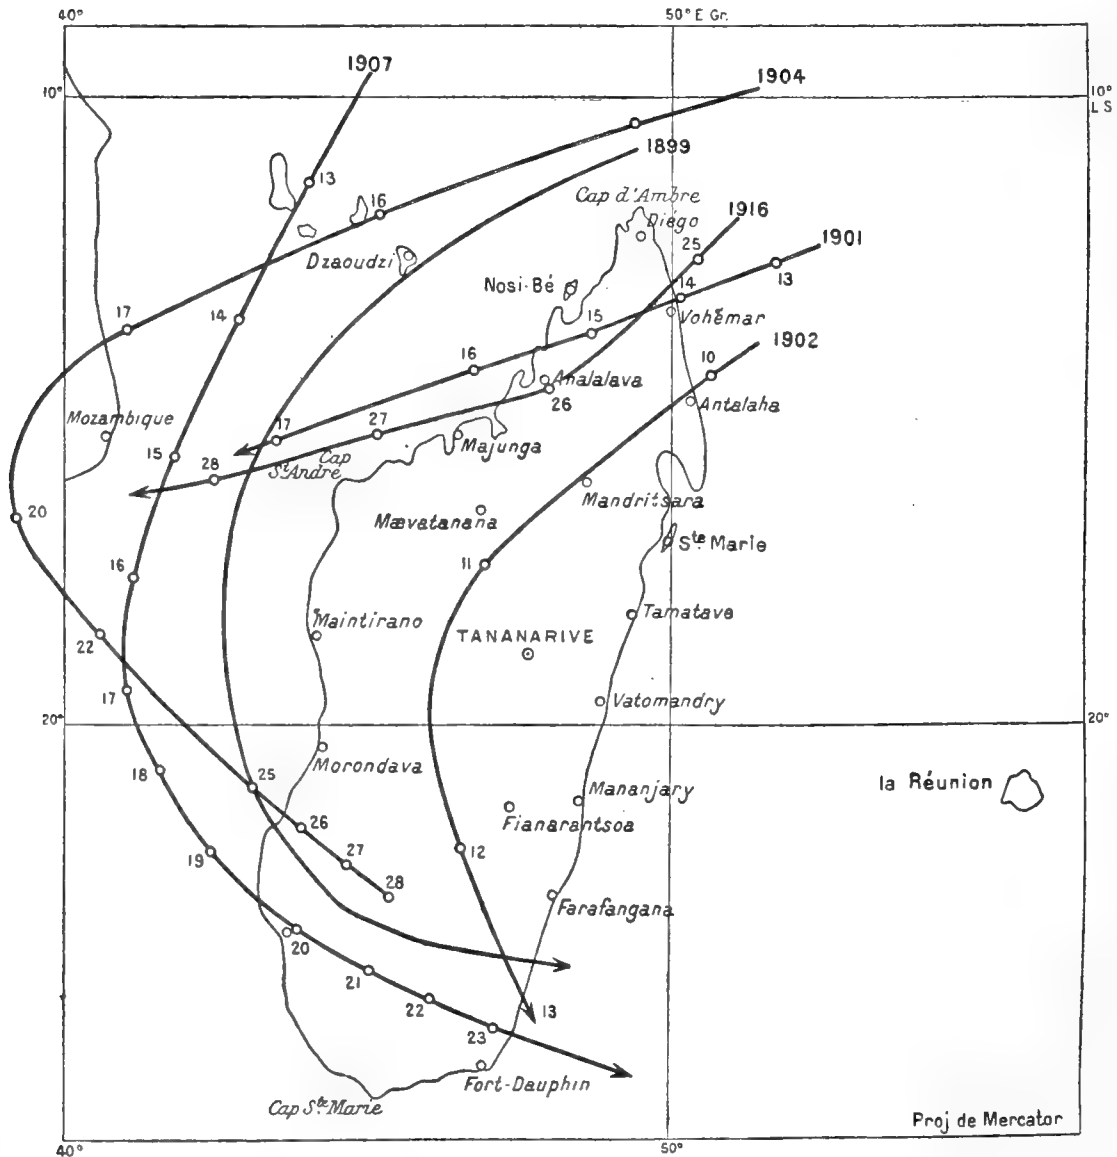 40°
50° E Gr.
1907
1904
10°
10°
L S
1899
13
16
Cap d'Ambre
Diégo
1916
25
1901
Dzaoudzi
Nosi-Bé
13
14
17
14
15
Vohémar
1902
16
10
Analalava
26
Antalaha
Mozambique
17
27
15
Majunga
Cap
St André
28
Mandritsara
Mævatanana
20
Ste Marie
11
16
Maintirano
Tamatave
22
TANANARIVE
17
Vatomandry
20°
20°
Morondava
18
25
la Réunion
Mananjary
Fianarantsoa
26
19
27
12
28
Farafangana
20
21
22
13
23
Fort-Dauphin
Cap Ste Marie
Proj de Mercator
40°
50°